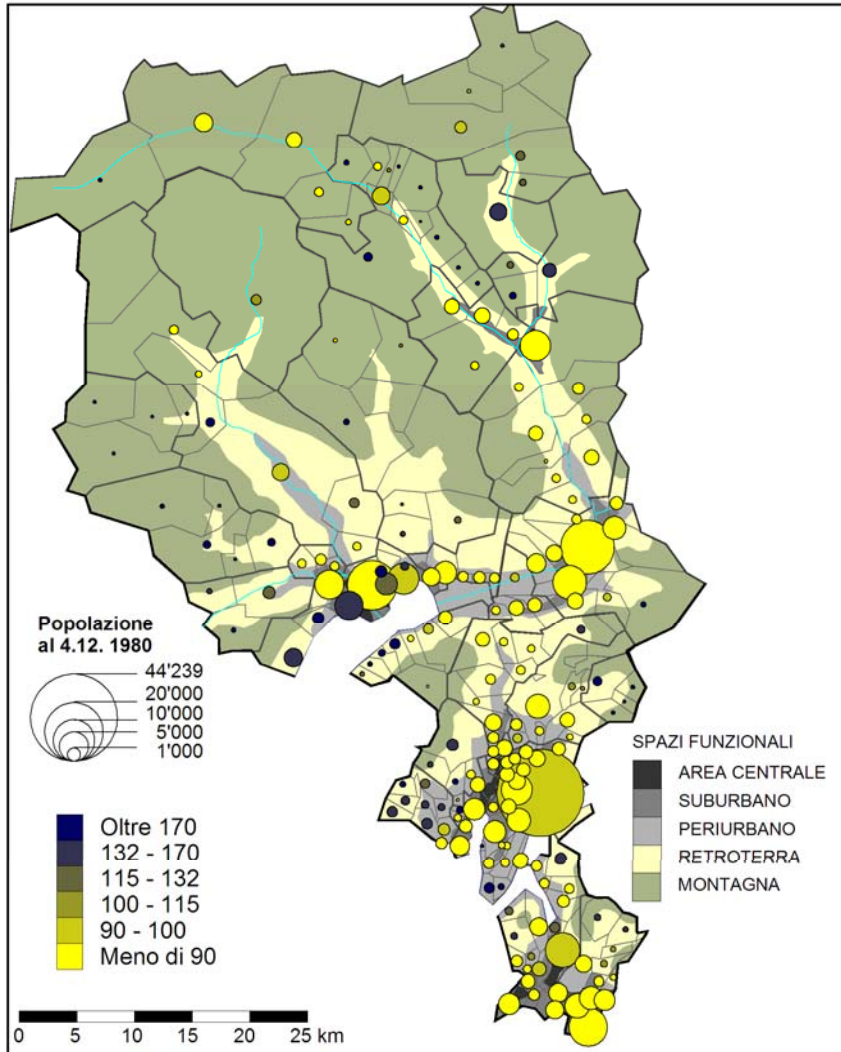 Popolazione
al 4.12. 1980
44'239
20'000
10'000
5'000
1'000
Oltre 170
132 - 170
115 - 132
100 - 115
90 - 100
Meno di 90
SPAZI FUNZIONALI
AREA CENTRALE
SUBURBANO
PERIURBANO
RETROTERRA
MONTAGNA
0 5 10 15 20 25 km